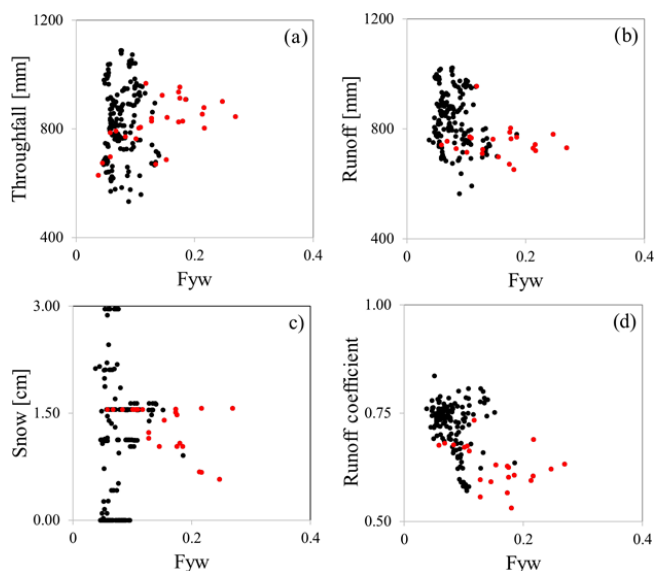 1200
(a)
Throughfall [mm]
800
400
0
0.2
0.4
Fyw
1200
(b)
Runoff [mm]
800
400
0
0.2
0.4
Fyw
3.00
c)
Snow [cm]
1.50
0.00
0
0.2
0.4
Fyw
1.00
(d)
Runoff coefficient
0.75
0.50
0
0.2
0.4
Fyw